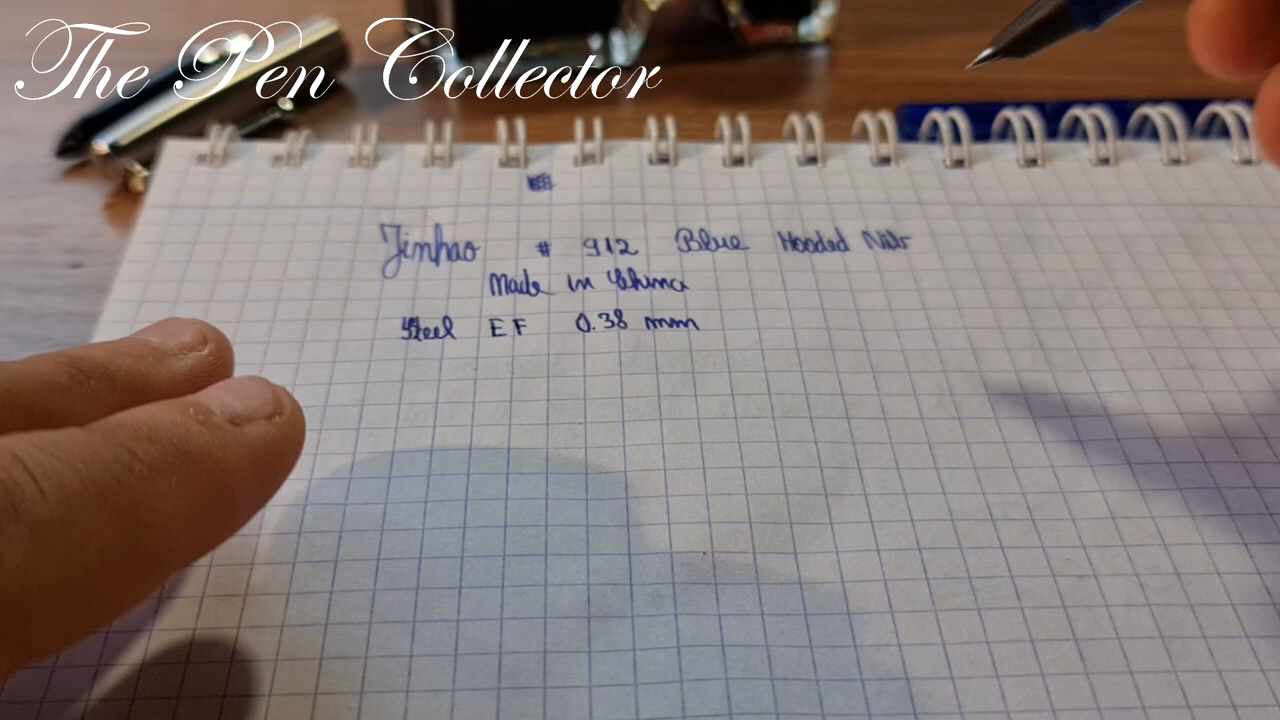 The Pen Collector
Jinhao # 912 Blue Hooded Nib
Made in China
Steel EF 0.38 mm